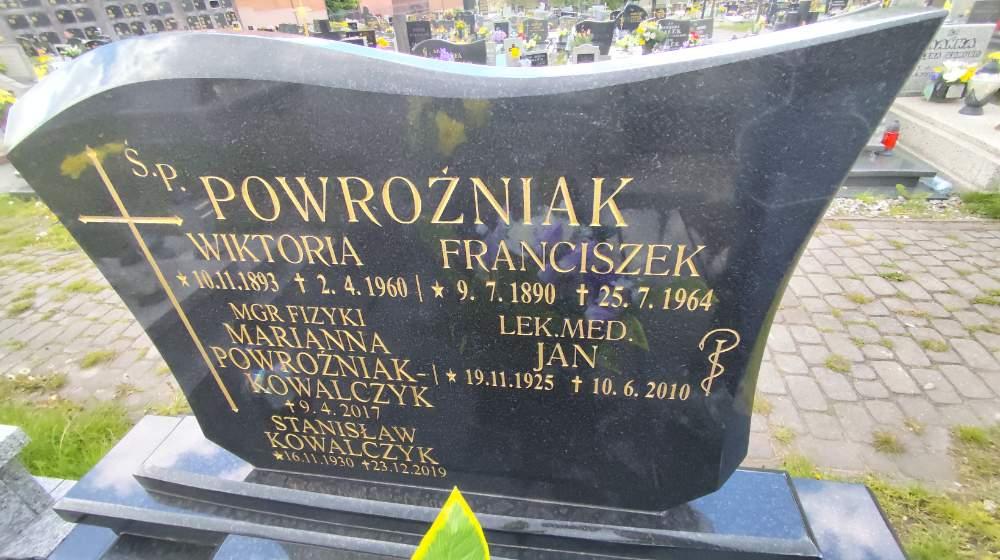 Ś.P.
POWROŹNIAK
WIKTORIA
★10.11.1893 ✝ 2.4.1960
FRANCISZEK
★ 9.7.1890 ✝ 25.7.1964
MGR FIZYKI
MARIANNA
POWROŹNIAK-
KOWALCZYK
✝9.4.2017
LEK.MED.
JAN
★ 19.11.1925 ✝ 10.6.2010
STANISŁAW
KOWALCZYK
★16.11.1930 ✝23.12.2019